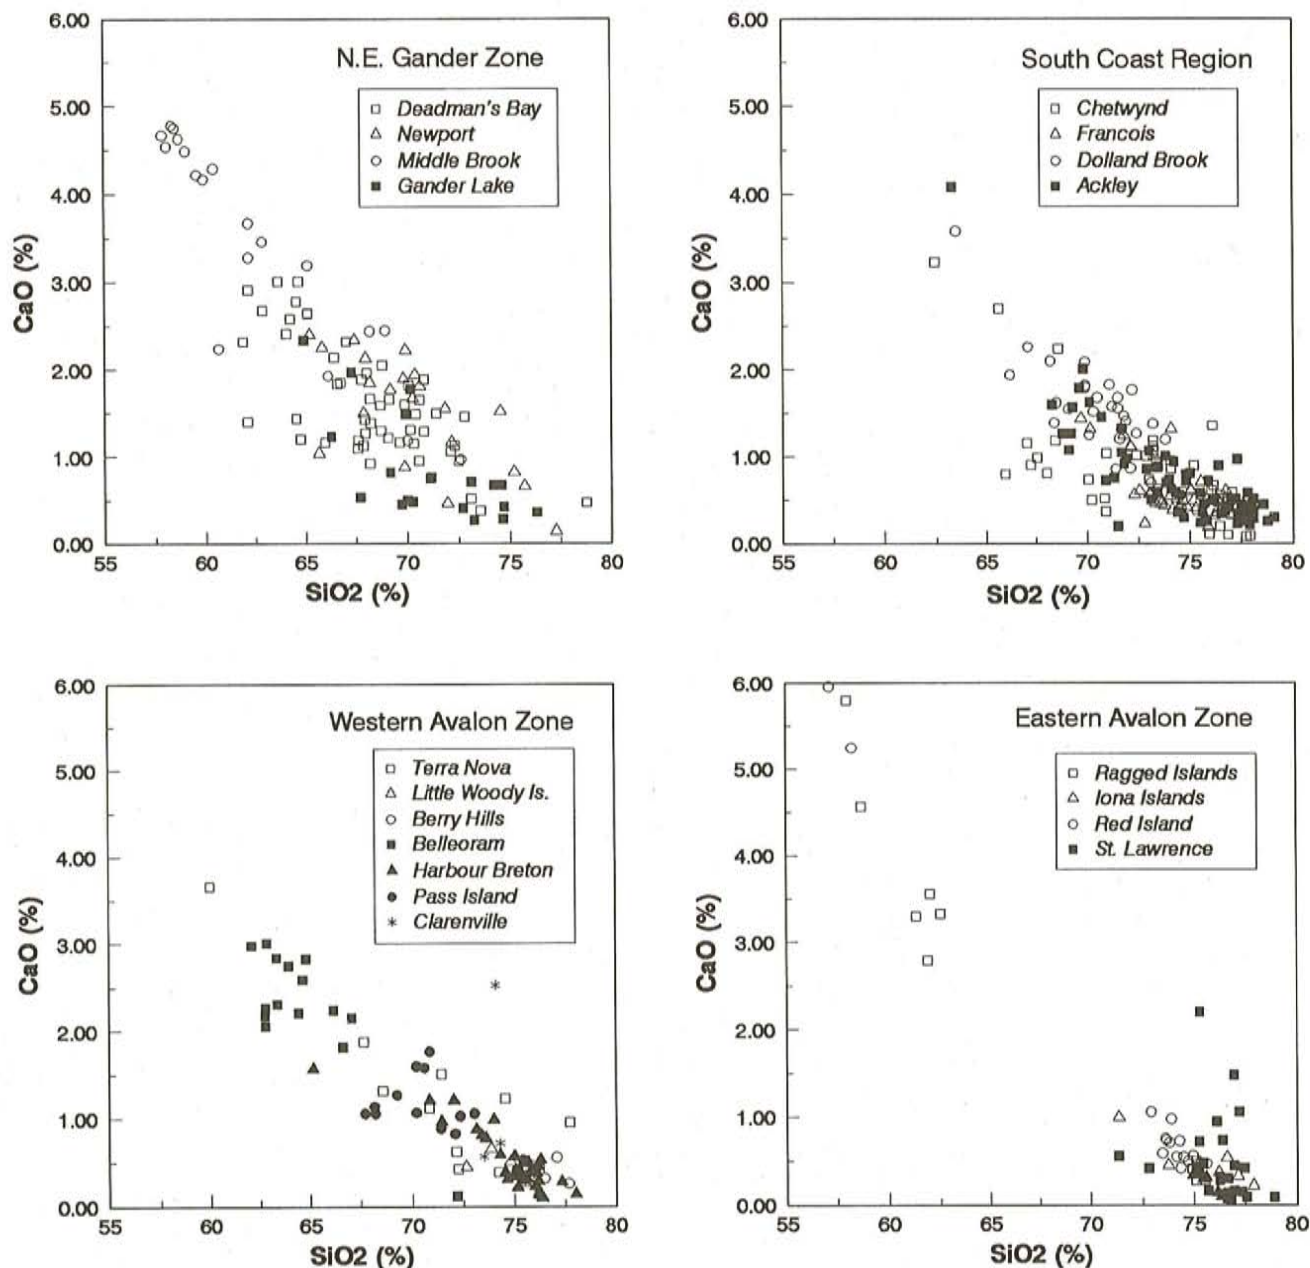 N.E. Gander Zone
Deadman's Bay
Newport
Middle Brook
Gander Lake
6.00
5.00
4.00
3.00
2.00
1.00
0.00
CaO (%)
55 60 65 70 75 80
SiO2 (%)
South Coast Region
Chetwynd
Francois
Dolland Brook
Ackley
6.00
5.00
4.00
3.00
2.00
1.00
0.00
CaO (%)
55 60 65 70 75 80
SiO2 (%)
Western Avalon Zone
Terra Nova
Little Woody Is.
Berry Hills
Belleoram
Harbour Breton
Pass Island
Clarenville
6.00
5.00
4.00
3.00
2.00
1.00
0.00
CaO (%)
55 60 65 70 75 80
SiO2 (%)
Eastern Avalon Zone
Ragged Islands
Iona Islands
Red Island
St. Lawrence
6.00
5.00
4.00
3.00
2.00
1.00
0.00
CaO (%)
55 60 65 70 75 80
SiO2 (%)